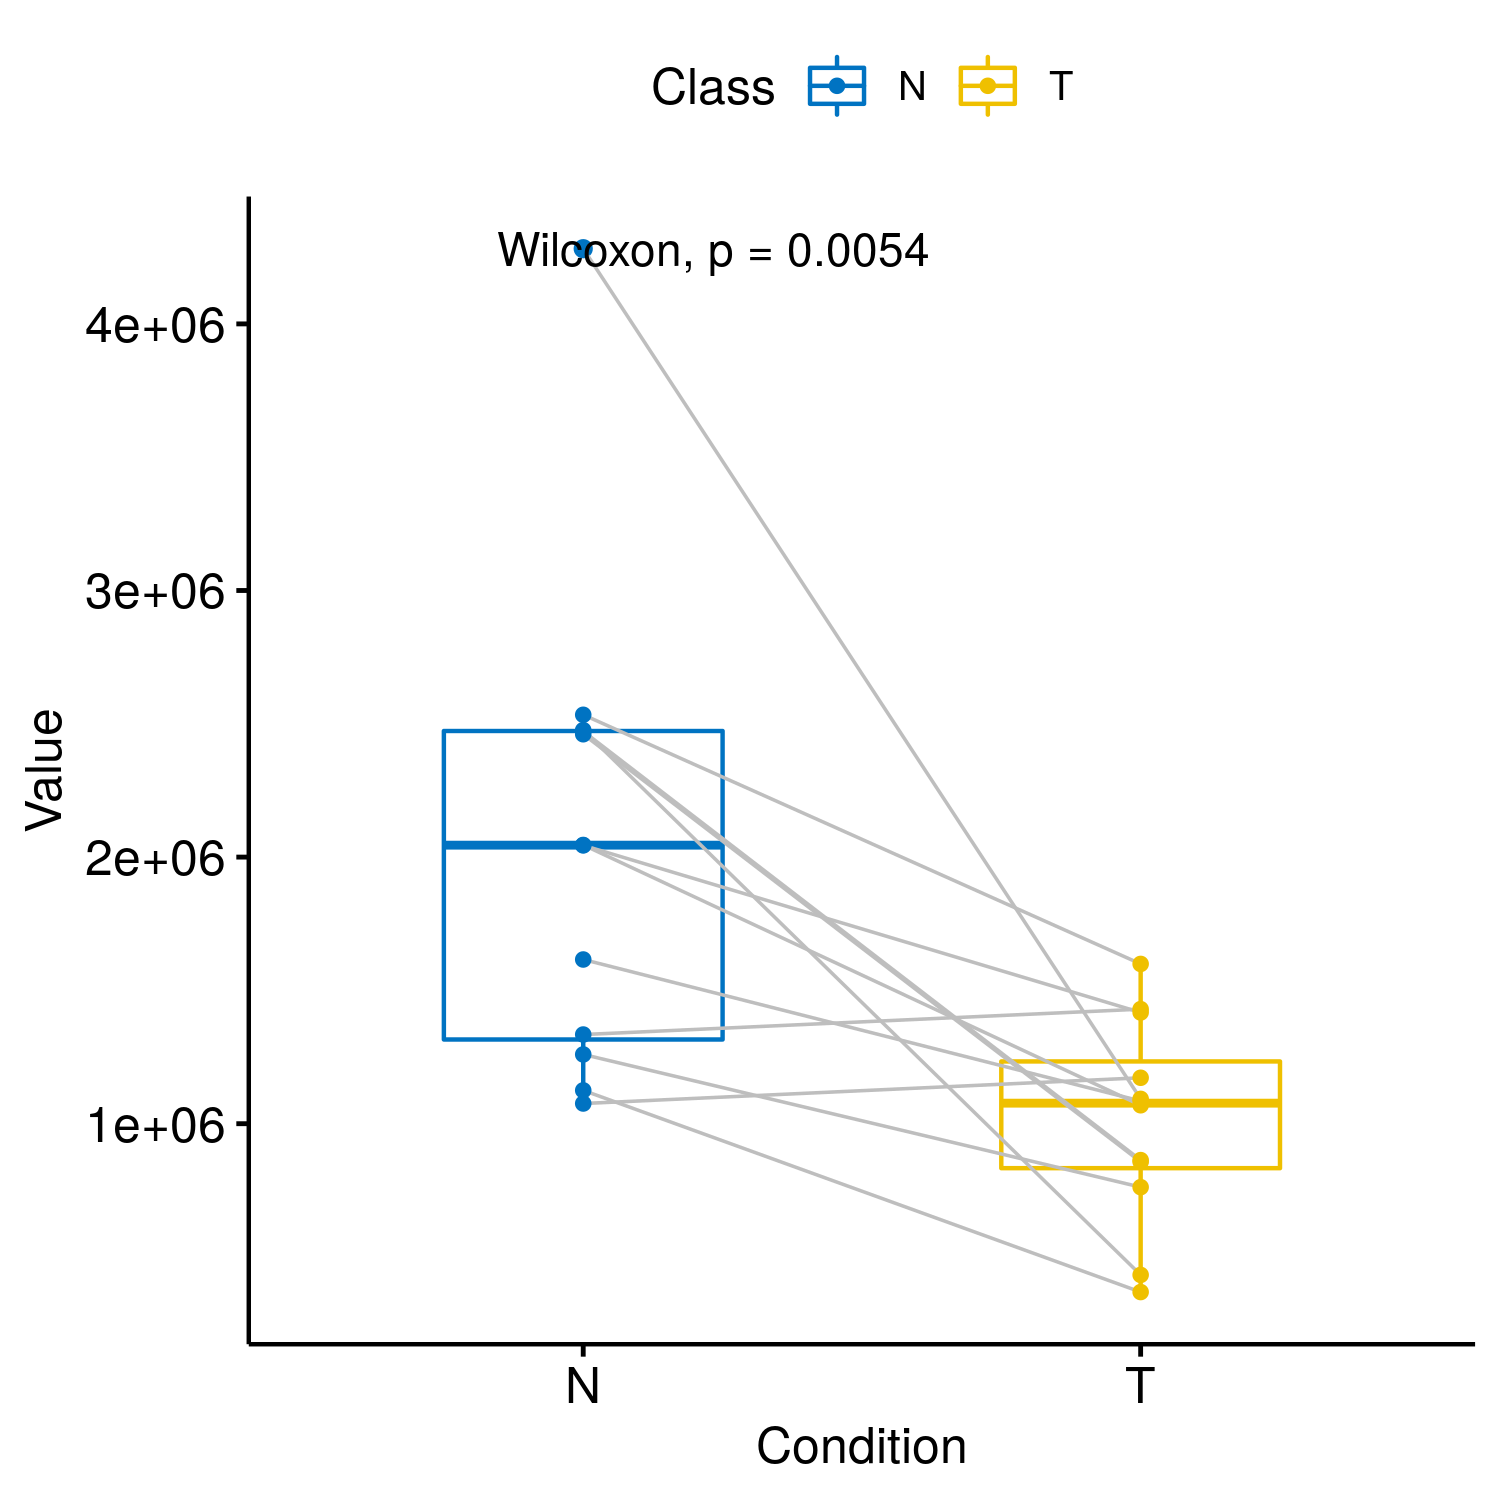 Class N T
Wilcoxon, p = 0.0054
4e+06
3e+06
2e+06
1e+06
Value
N T
Condition